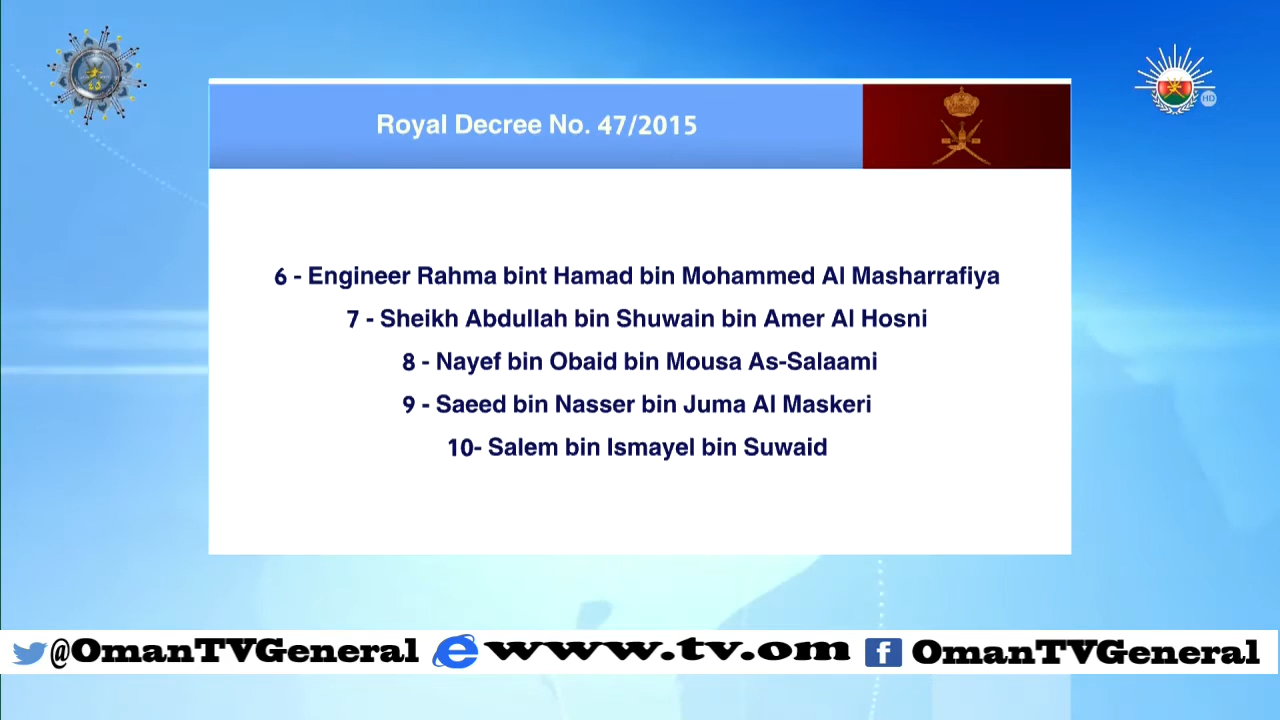 HD
Royal Decree No. 47/2015
6 - Engineer Rahma bint Hamad bin Mohammed Al Masharrafiya
7 - Sheikh Abdullah bin Shuwain bin Amer Al Hosni
8 - Nayef bin Obaid bin Mousa As-Salaami
9 - Saeed bin Nasser bin Juma Al Maskeri
10- Salem bin Ismayel bin Suwaid
@OmanTVGeneral www.tv.om OmanTVGeneral